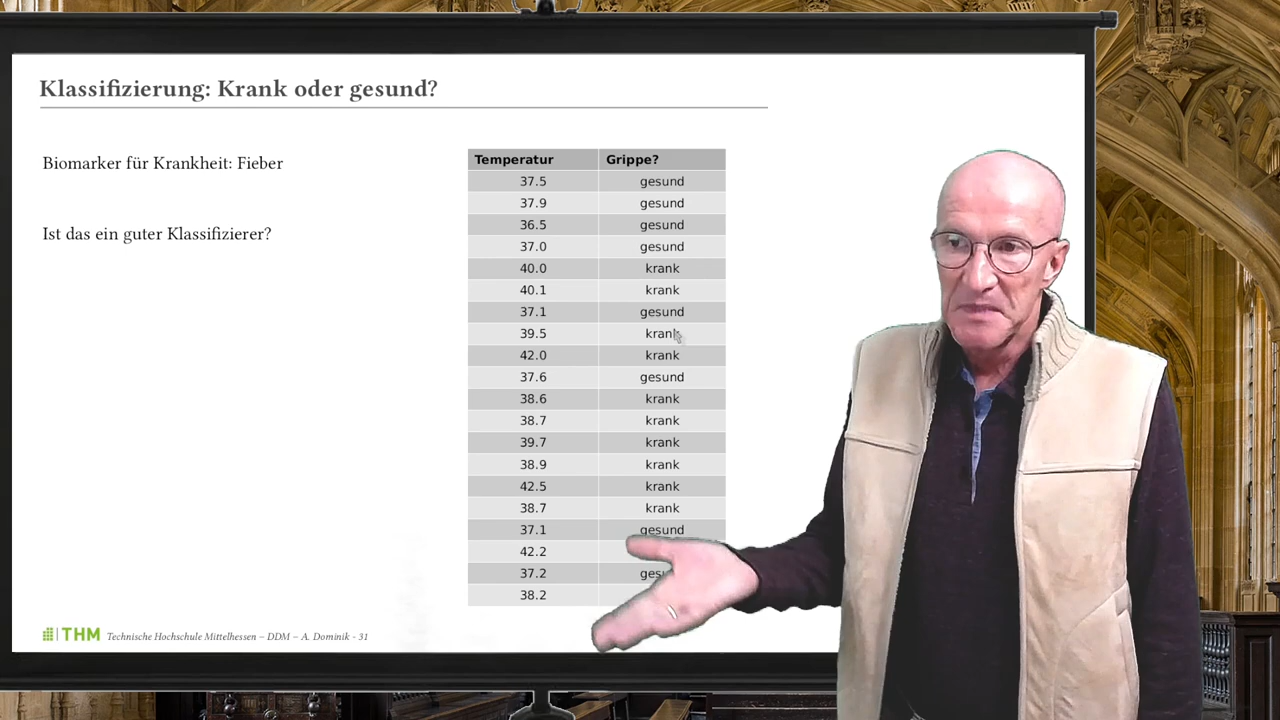 Klassifizierung: Krank oder gesund?
Biomarker für Krankheit: Fieber
Ist das ein guter Klassifizierer?
Temperatur Grippe?
37.5 gesund
37.9 gesund
36.5 gesund
37.0 gesund
40.0 krank
40.1 krank
37.1 gesund
39.5 krank
42.0 krank
37.6 gesund
38.6 krank
38.7 krank
39.7 krank
38.9 krank
42.5 krank
38.7 krank
37.1 gesund
42.2
37.2
38.2
THM Technische Hochschule Mittelhessen – DDM – A. Dominik - 31